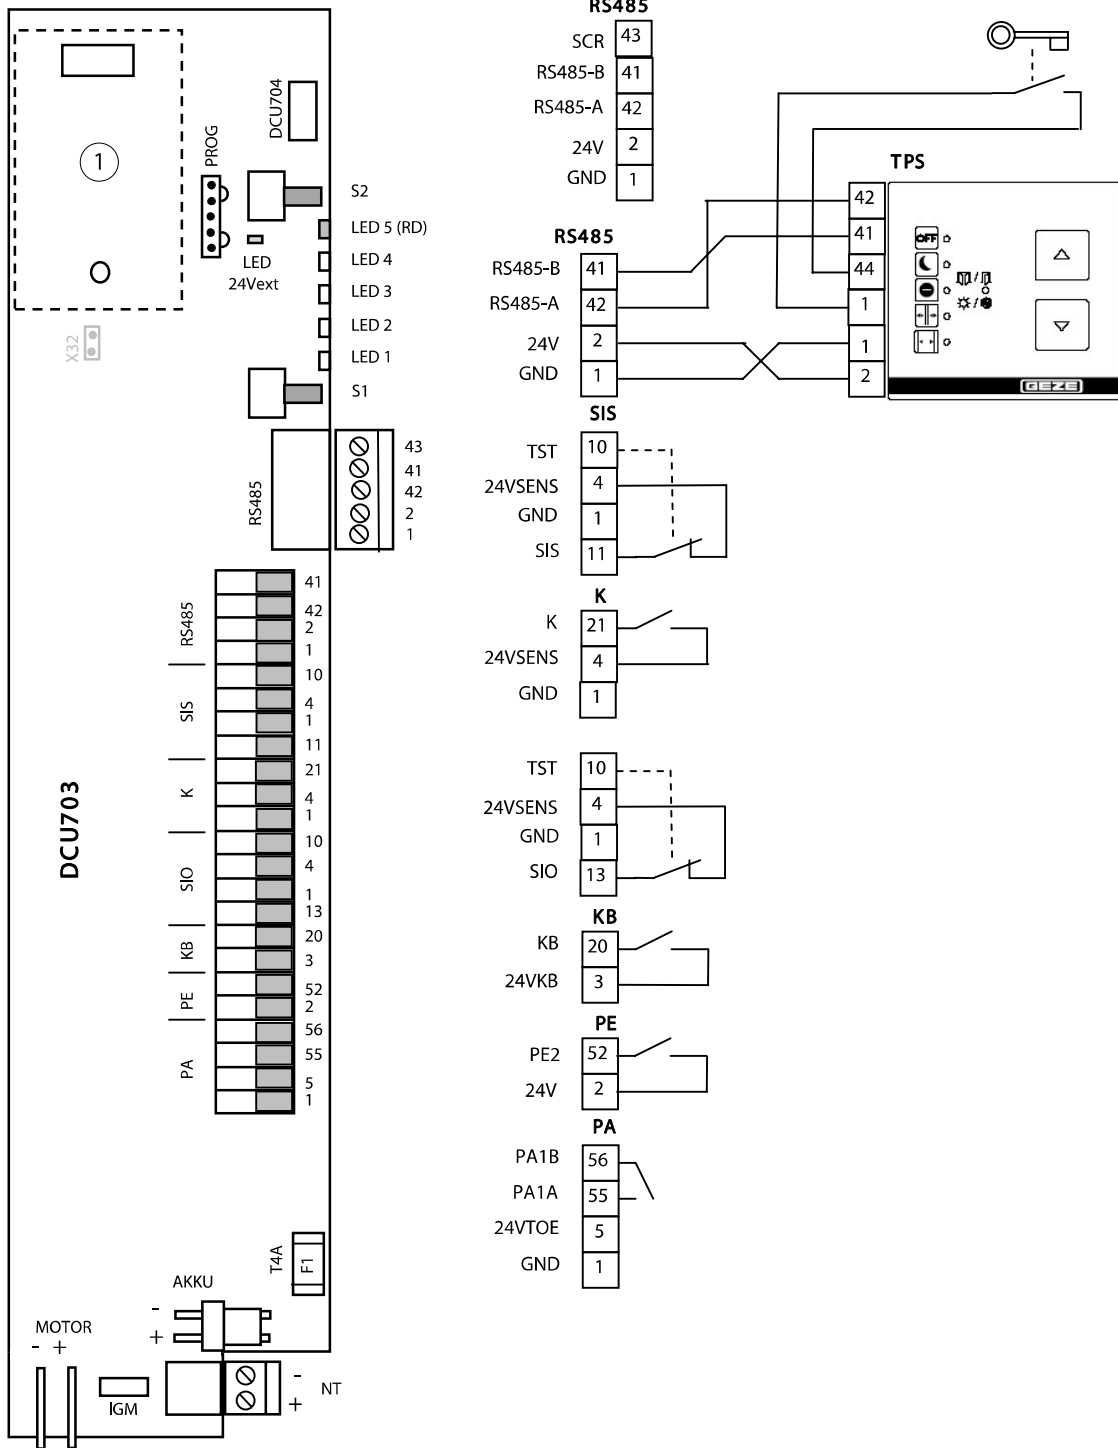 1
PROG
DCU704
S2
LED 5 (RD)
LED
24Vext
LED 4
LED 3
LED 2
LED 1
X32
S1
RS485
43
41
42
2
1
DCU703
RS485
41
42
2
1
SIS
10
4
1
11
K
21
4
1
SIO
10
4
1
13
KB
20
3
PE
52
2
PA
56
55
5
1
T4A
F1
AKKU
-
+
MOTOR
- +
IGM
-
+
NT
RS485
SCR 43
RS485-B 41
RS485-A 42
24V 2
GND 1
RS485
RS485-B 41
RS485-A 42
24V 2
GND 1
TPS
42
41
44
1
1
2
OFF
GEZE
SIS
TST 10
24VSENS 4
GND 1
SIS 11
K
K 21
24VSENS 4
GND 1
TST 10
24VSENS 4
GND 1
SIO 13
KB
KB 20
24VKB 3
PE
PE2 52
24V 2
PA
PA1B 56
PA1A 55
24VTOE 5
GND 1